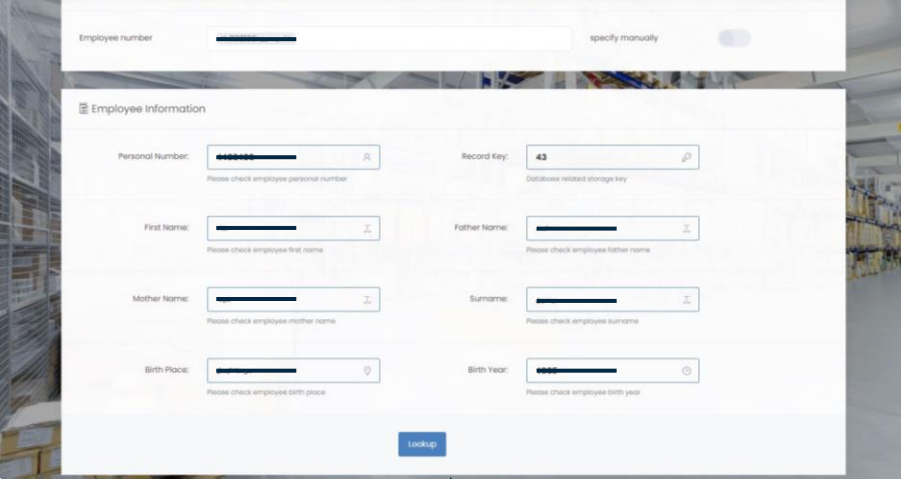 Employee number
specify manually
Employee Information
Personal Number:
Record Key: 43
Please check employee personal number
Database related storage key
First Name:
Father Name:
Please check employee first name
Please check employee father name
Mother Name:
Surname:
Please check employee mother name
Please check employee surname
Birth Place:
Birth Year:
Please check employee birth place
Please check employee birth year
Lookup